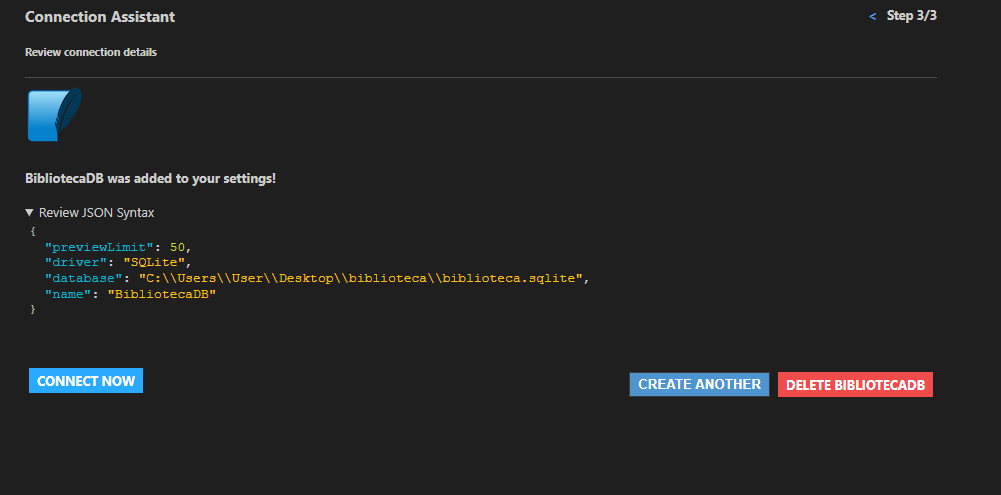 Connection Assistant
< Step 3/3
Review connection details
BibliotecaDB was added to your settings!
▼ Review JSON Syntax
{
  "previewLimit": 50,
  "driver": "SQLite",
  "database": "C:\\Users\\User\\Desktop\\biblioteca\\biblioteca.sqlite",
  "name": "BibliotecaDB"
}
CONNECT NOW
CREATE ANOTHER
DELETE BIBLIOTECADB